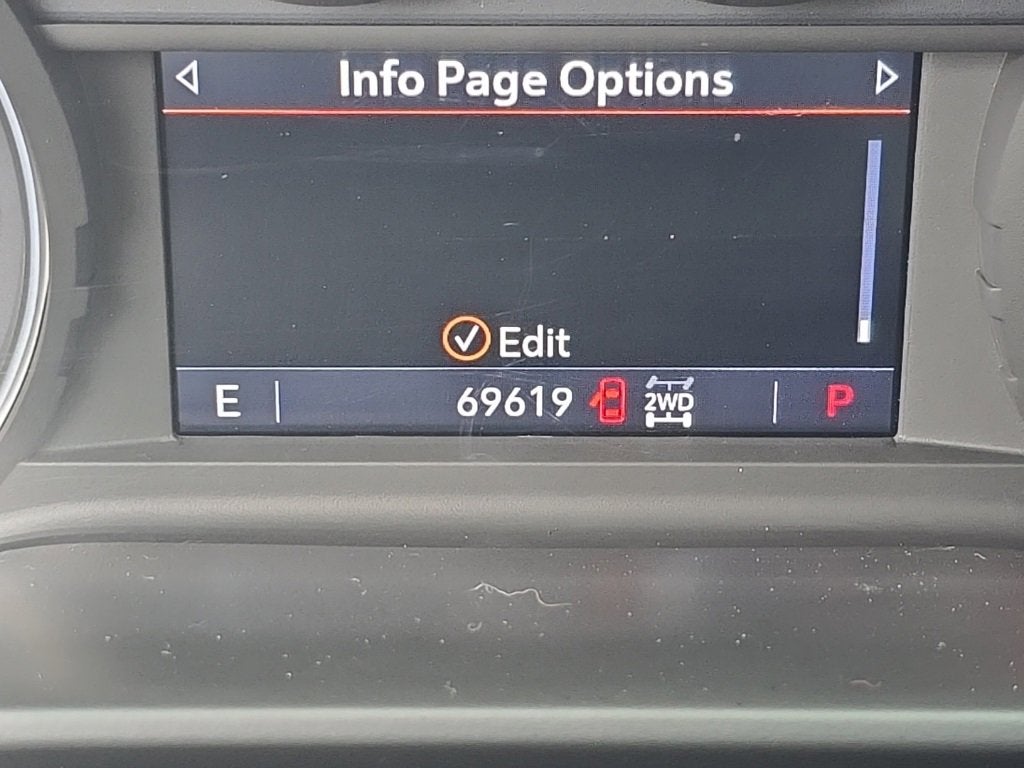 Info Page Options
Edit
E 69619 2WD P